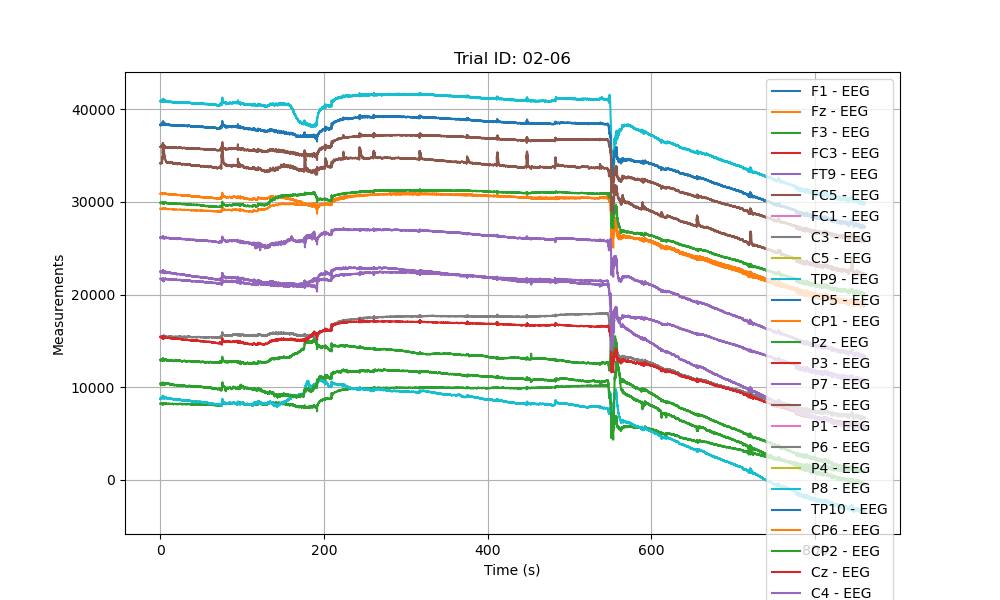 Trial ID: 02-06
Measurements
40000
30000
20000
10000
0
0
200
400
600
Time (s)
F1 - EEG
Fz - EEG
F3 - EEG
FC3 - EEG
FT9 - EEG
FC5 - EEG
FC1 - EEG
C3 - EEG
C5 - EEG
TP9 - EEG
CP5 - EEG
CP1 - EEG
Pz - EEG
P3 - EEG
P7 - EEG
P5 - EEG
P1 - EEG
P6 - EEG
P4 - EEG
P8 - EEG
TP10 - EEG
CP6 - EEG
CP2 - EEG
Cz - EEG
C4 - EEG